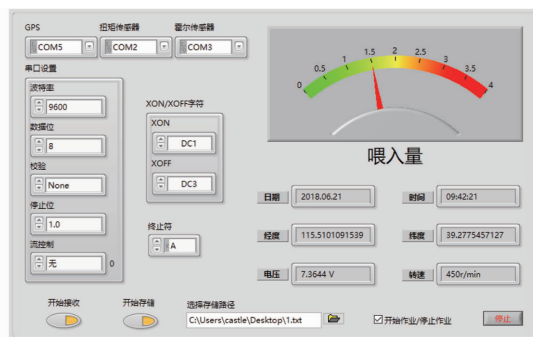 GPS 扭矩传感器 霍尔传感器
COM5 COM2 COM3
串口设置
波特率
9600
数据位
8
校验
None
停止位
1.0
流控制
无 0
XON/XOFF字符
XON
DC1
XOFF
DC3
终止符
A
0 0.5 1 1.5 2 2.5 3 3.5 4
喂入量
日期 2018.06.21 时间 09:42:21
经度 115.5101091539 纬度 39.2775457127
电压 7.3644 V 转速 450r/min
开始接收 开始存储 选择存储路径
C:\Users\castle\Desktop\1.txt 开始作业/停止作业 停止